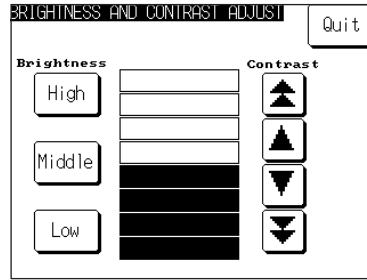 BRIGHTNESS AND CONTRAST ADJUST
Quit
Brightness
Contrast
High
Middle
Low